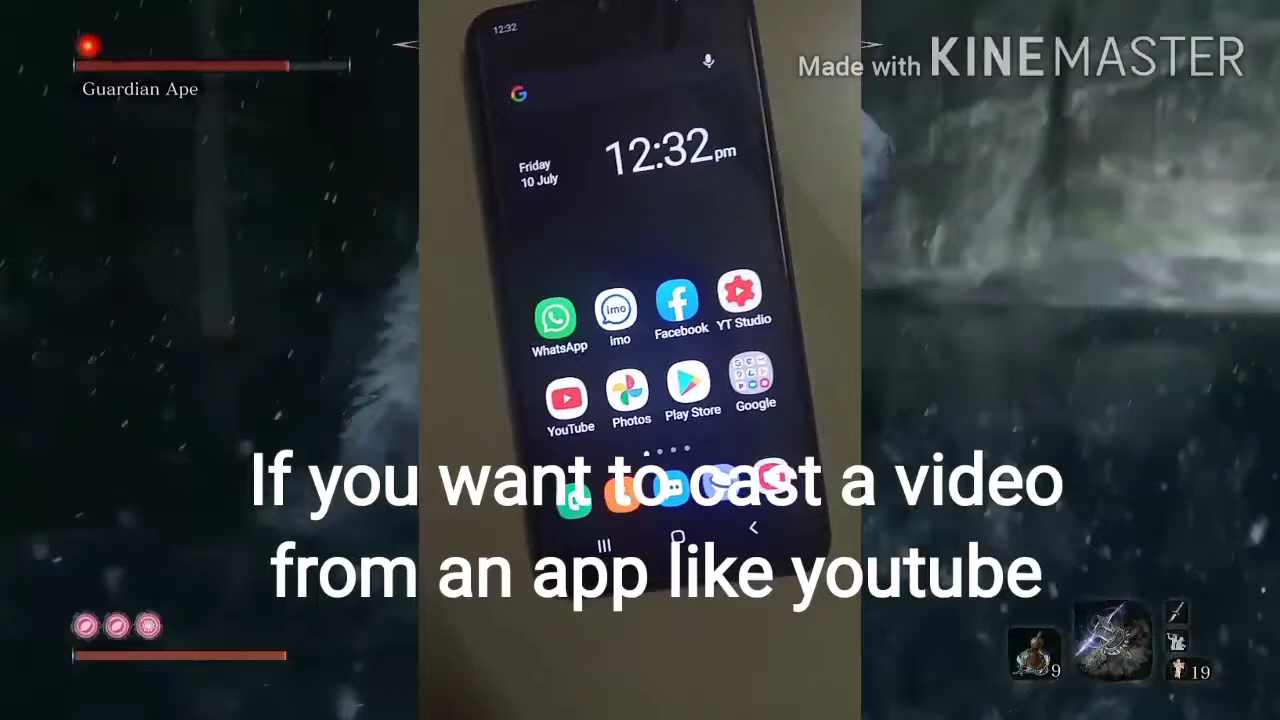 12:32
Guardian Ape
Made with KINEMASTER
G
Friday
10 July
12:32 pm
WhatsApp
imo
imo
Facebook
YT Studio
YouTube
Photos
Play Store
Google
If you want to cast a video
from an app like youtube
9
19